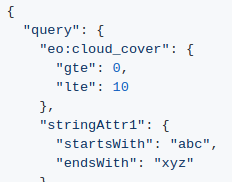 {
  "query": {
    "eo:cloud_cover": {
      "gte": 0,
      "lte": 10
    },
    "stringAttr1": {
      "startsWith": "abc",
      "endsWith": "xyz"
    }